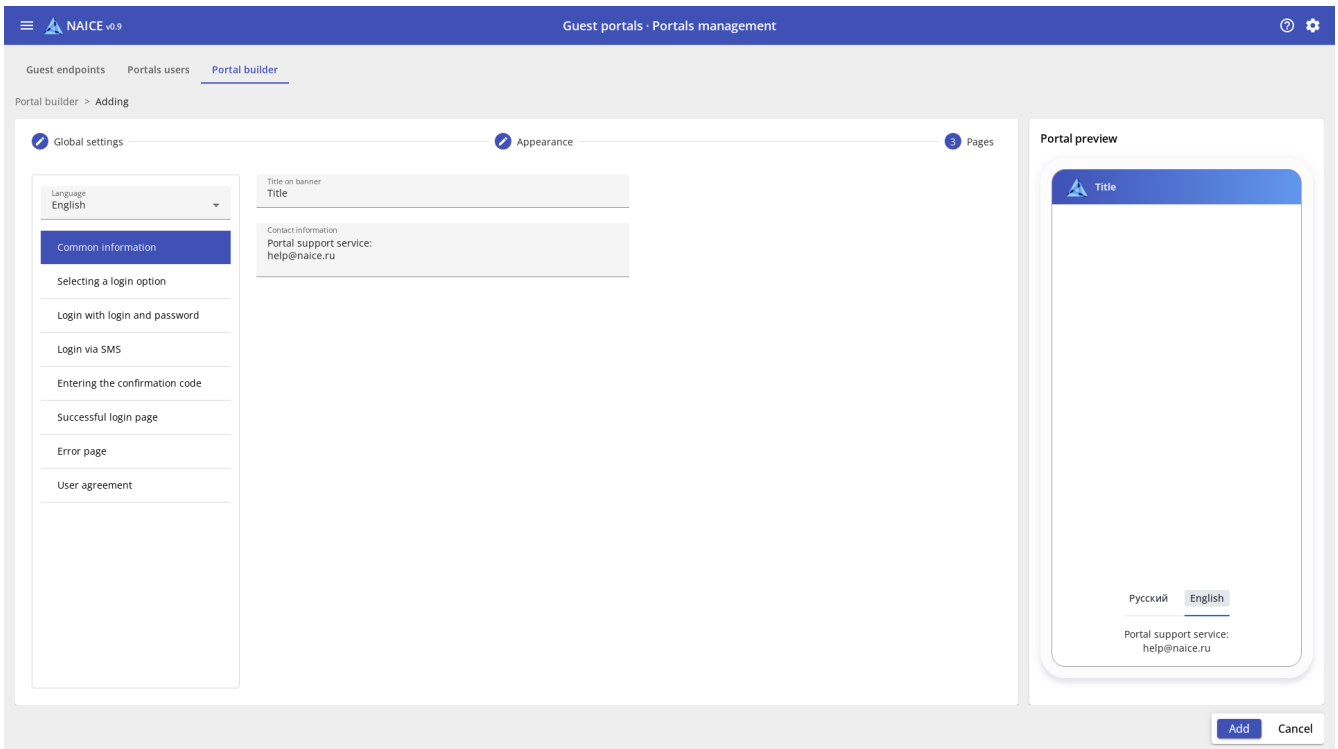 NAICE v0.9
Guest portals · Portals management
Guest endpoints
Portals users
Portal builder
Portal builder > Adding
Global settings
Appearance
3 Pages
Language
English
Common information
Selecting a login option
Login with login and password
Login via SMS
Entering the confirmation code
Successful login page
Error page
User agreement
Title on banner
Title
Contact information
Portal support service:
help@naice.ru
Portal preview
Title
Русский English
Portal support service:
help@naice.ru
Add
Cancel